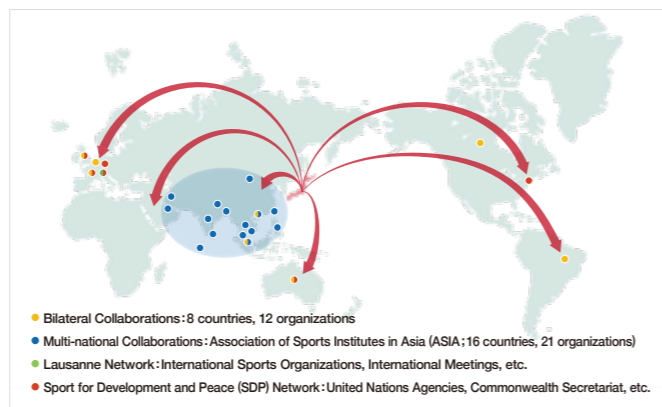 Bilateral Collaborations:8 countries, 12 organizations
Multi-national Collaborations:Association of Sports Institutes in Asia (ASIA;16 countries, 21 organizations)
Lausanne Network:International Sports Organizations, International Meetings, etc.
Sport for Development and Peace (SDP) Network:United Nations Agencies, Commonwealth Secretariat, etc.